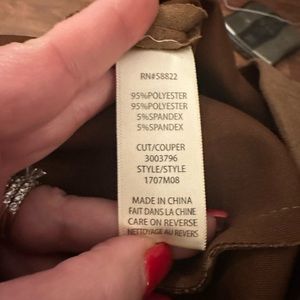 RN#58822
95%POLYESTER
95%POLYESTER
5%SPANDEX
5%SPANDEX
CUT/COUPER
3003796
STYLE/STYLE
1707M08
MADE IN CHINA
FAIT DANS LA CHINE
CARE ON REVERSE
NETTOYAGE AU REVERS